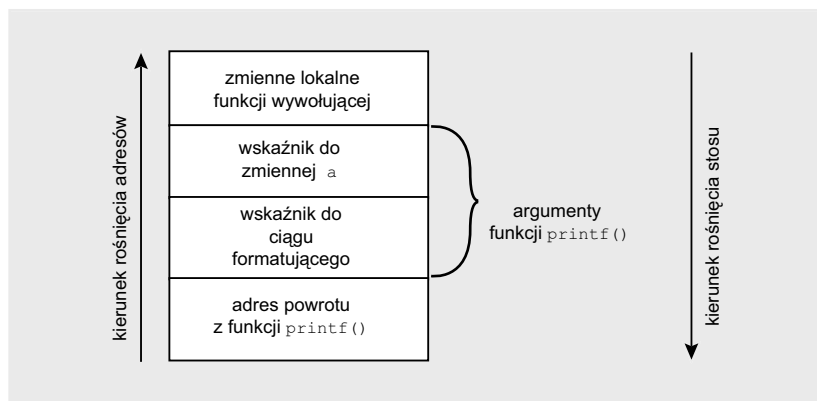 kierunek rośnięcia adresów
zmienne lokalne
funkcji wywołującej
wskaźnik do
zmiennej a
wskaźnik do
ciągu
formatującego
adres powrotu
z funkcji printf()
argumenty
funkcji printf()
kierunek rośnięcia stosu